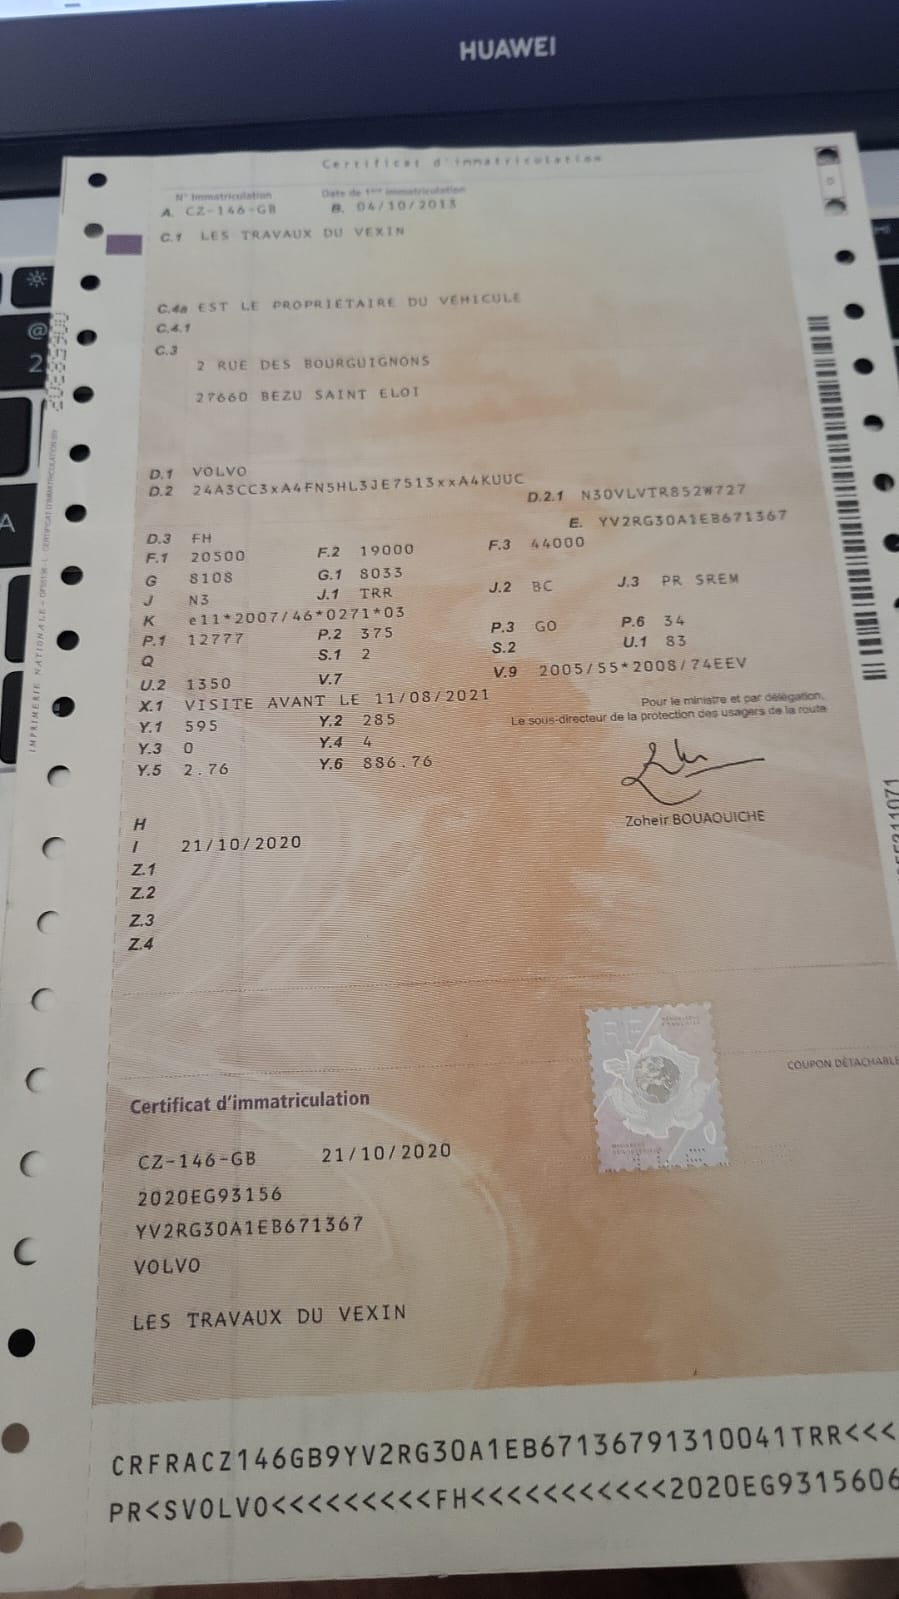 HUAWEI
Certificat d'immatriculation
N° Immatriculation Date de 1ère immatriculation
A. CZ-146-GB B. 04/10/2013
C.1 LES TRAVAUX DU VEXIN
C.4a EST LE PROPRIETAIRE DU VÉHICULE
C.4.1
C.3
2 RUE DES BOURGUIGNONS
27660 BEZU SAINT ELOI
D.1 VOLVO
D.2 24A3CC3xA4FN5HL3JE7513xxA4KUUC
D.2.1 N30VLVTR852W727
E. YV2RG30A1EB671367
D.3 FH
F.1 20500 F.2 19000 F.3 44000
G 8108 G.1 8033
J N3 J.1 TRR J.2 BC J.3 PR SREM
K e11*2007/46*0271*03
P.1 12777 P.2 375 P.3 GO P.6 34
Q S.1 2 S.2 U.1 83
U.2 1350 V.7 V.9 2005/55*2008/74EEV
X.1 VISITE AVANT LE 11/08/2021
Y.1 595 Y.2 285
Y.3 0 Y.4 4
Y.5 2.76 Y.6 886.76
Pour le ministre et par délégation,
Le sous-directeur de la protection des usagers de la route
Zoheir BOUAOUICHE
H
I 21/10/2020
Z.1
Z.2
Z.3
Z.4
COUPON DÉTACHABLE
Certificat d'immatriculation
CZ-146-GB 21/10/2020
2020EG93156
YV2RG30A1EB671367
VOLVO
LES TRAVAUX DU VEXIN
CRFRACZ146GB9YV2RG30A1EB67136791310041TRR<<<
PR<SVOLVO<<<<<<<<<FH<<<<<<<<<<<2020EG9315606
IMPRIMERIE NATIONALE